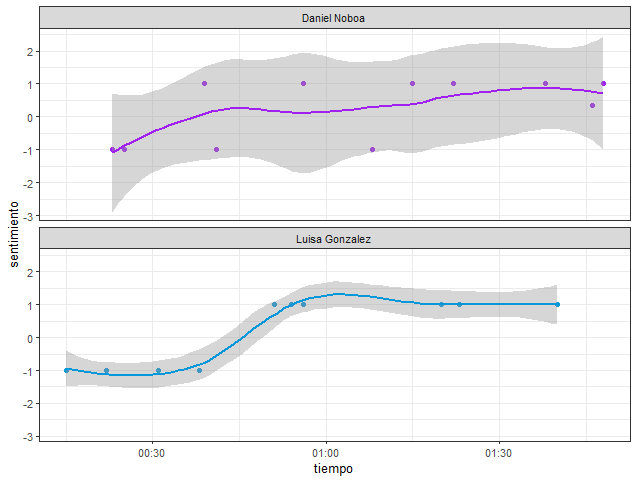 Daniel Noboa
2
1
0
-1
-2
-3
sentimiento
Luisa Gonzalez
2
1
0
-1
-2
-3
00:30 01:00 01:30
tiempo